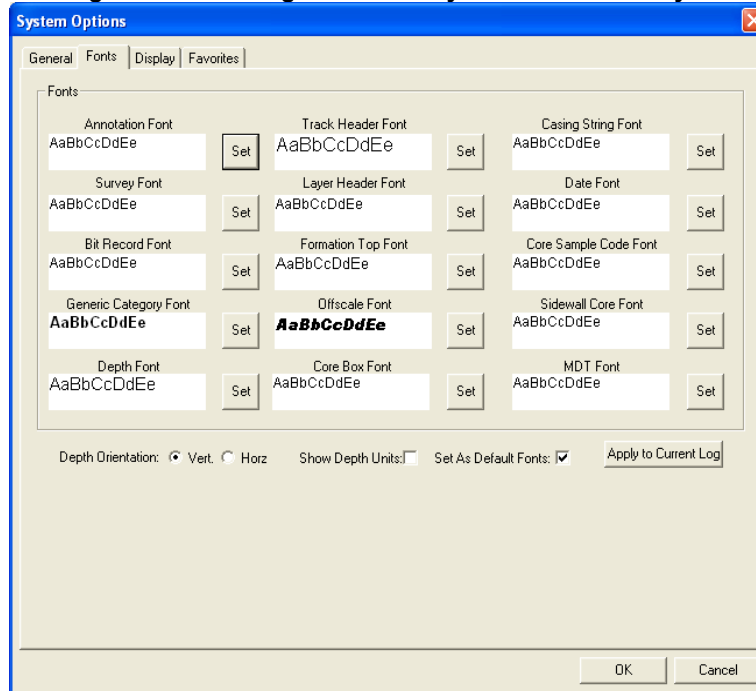 System Options
General Fonts Display Favorites
Fonts
Annotation Font Track Header Font Casing String Font
AaBbCcDdEe Set AaBbCcDdEe Set AaBbCcDdEe Set
Survey Font Layer Header Font Date Font
AaBbCcDdEe Set AaBbCcDdEe Set AaBbCcDdEe Set
Bit Record Font Formation Top Font Core Sample Code Font
AaBbCcDdEe Set AaBbCcDdEe Set AaBbCcDdEe Set
Generic Category Font Offscale Font Sidewall Core Font
AaBbCcDdEe Set AaBbCcDdEe Set AaBbCcDdEe Set
Depth Font Core Box Font MDT Font
AaBbCcDdEe Set AaBbCcDdEe Set AaBbCcDdEe Set
Depth Orientation: Vert. Horz Show Depth Units: Set As Default Fonts: Apply to Current Log
OK Cancel